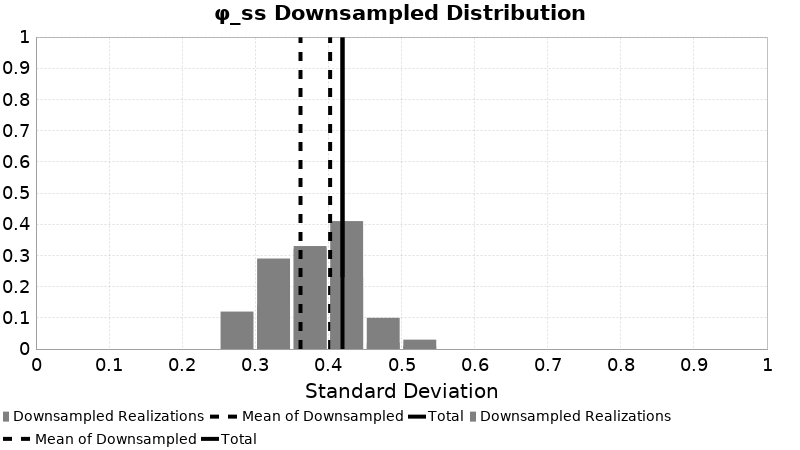 φ_ss Downsampled Distribution
1
0.9
0.8
0.7
0.6
0.5
0.4
0.3
0.2
0.1
0
0 0.1 0.2 0.3 0.4 0.5 0.6 0.7 0.8 0.9 1
Standard Deviation
Downsampled Realizations Mean of Downsampled Total Downsampled Realizations
Mean of Downsampled Total